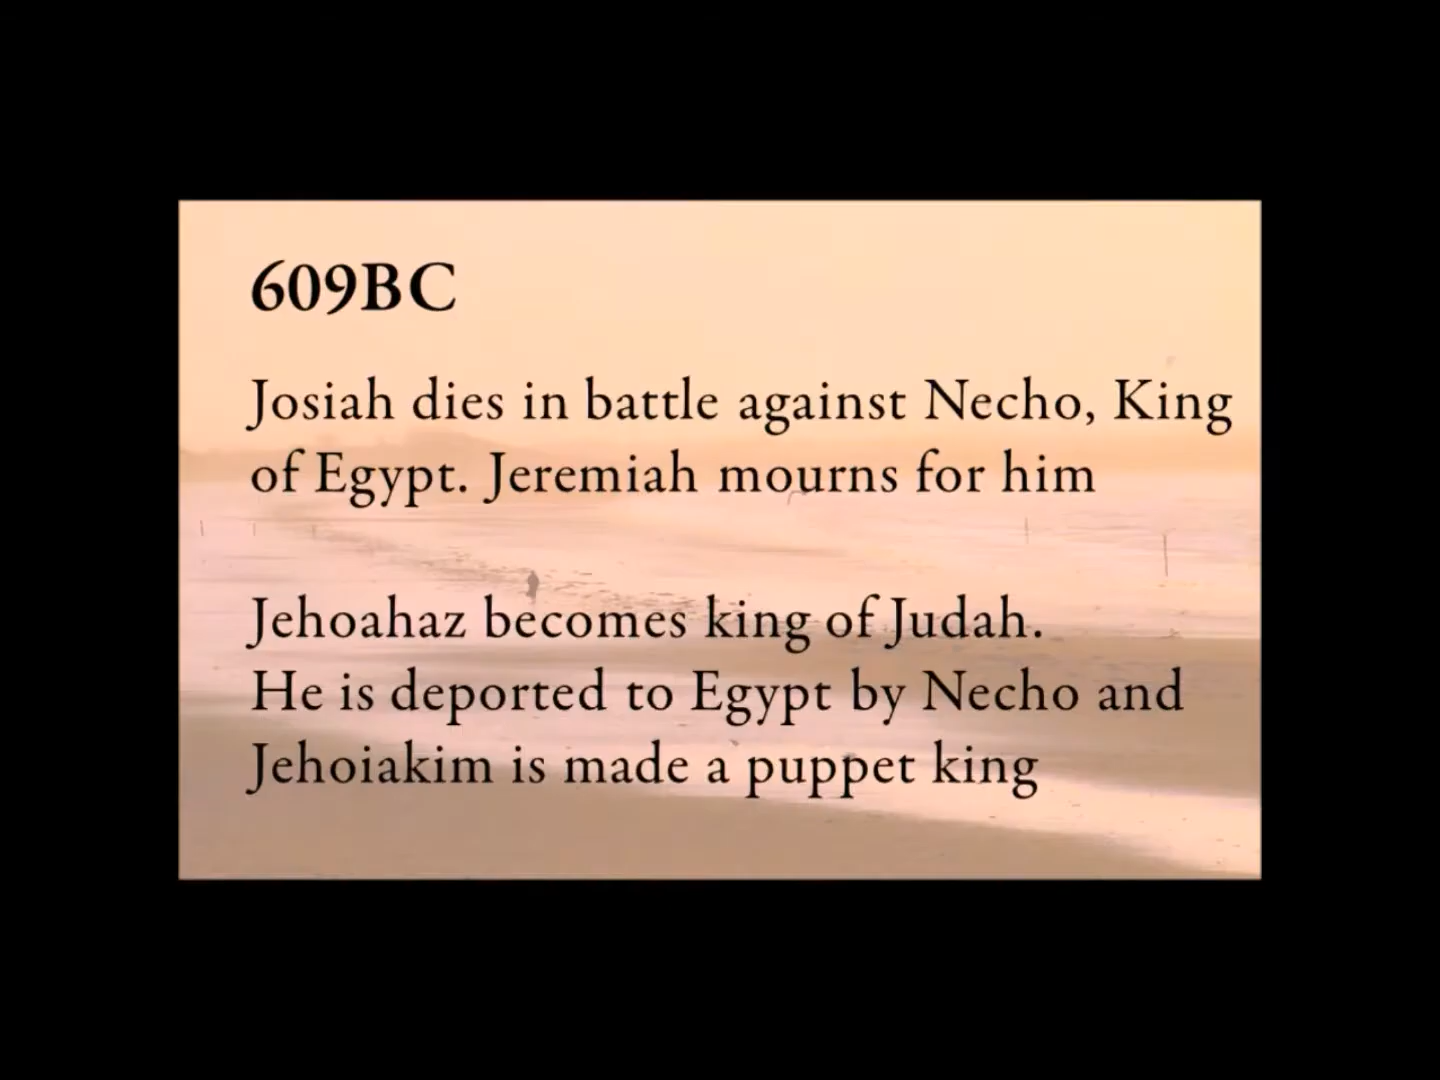 609BC
Josiah dies in battle against Necho, King
of Egypt. Jeremiah mourns for him
Jehoahaz becomes king of Judah.
He is deported to Egypt by Necho and
Jehoiakim is made a puppet king